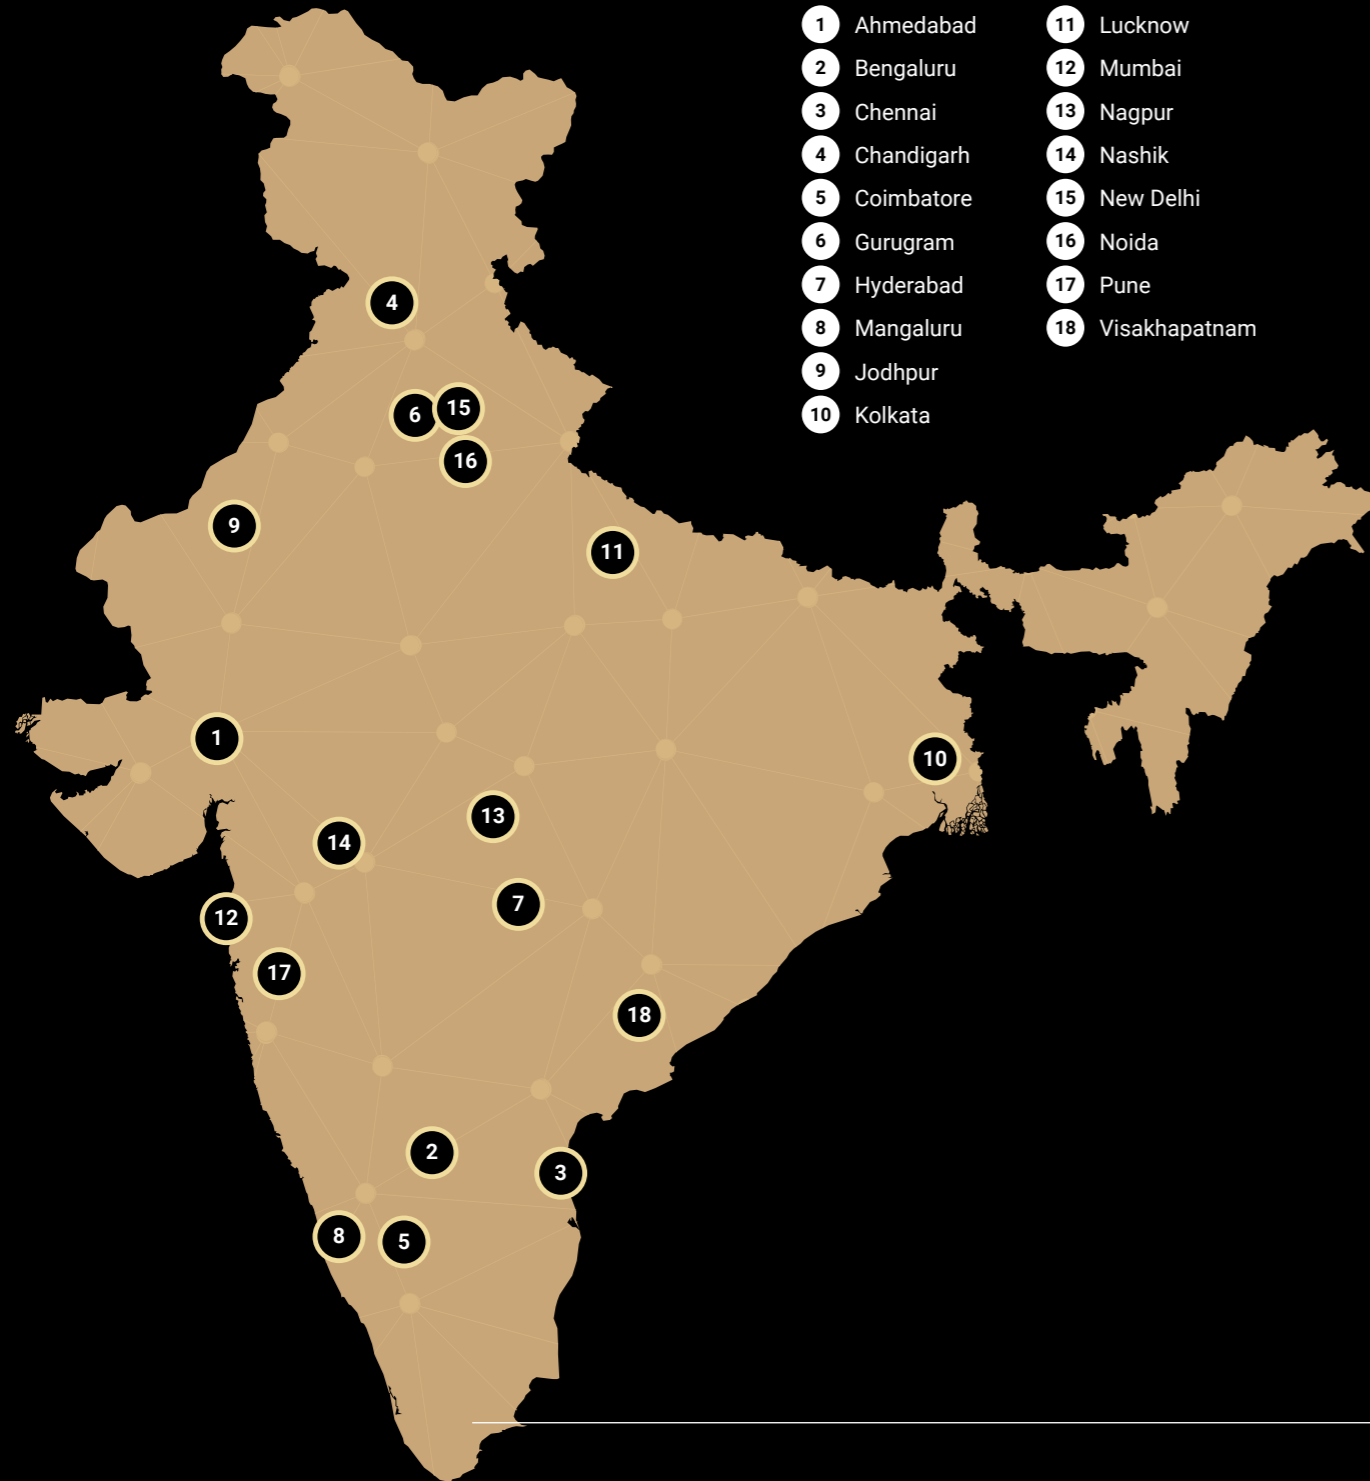 1 Ahmedabad
2 Bengaluru
3 Chennai
4 Chandigarh
5 Coimbatore
6 Gurugram
7 Hyderabad
8 Mangaluru
9 Jodhpur
10 Kolkata
11 Lucknow
12 Mumbai
13 Nagpur
14 Nashik
15 New Delhi
16 Noida
17 Pune
18 Visakhapatnam
4
6
15
16
9
11
1
10
13
14
7
12
17
18
2
3
8
5